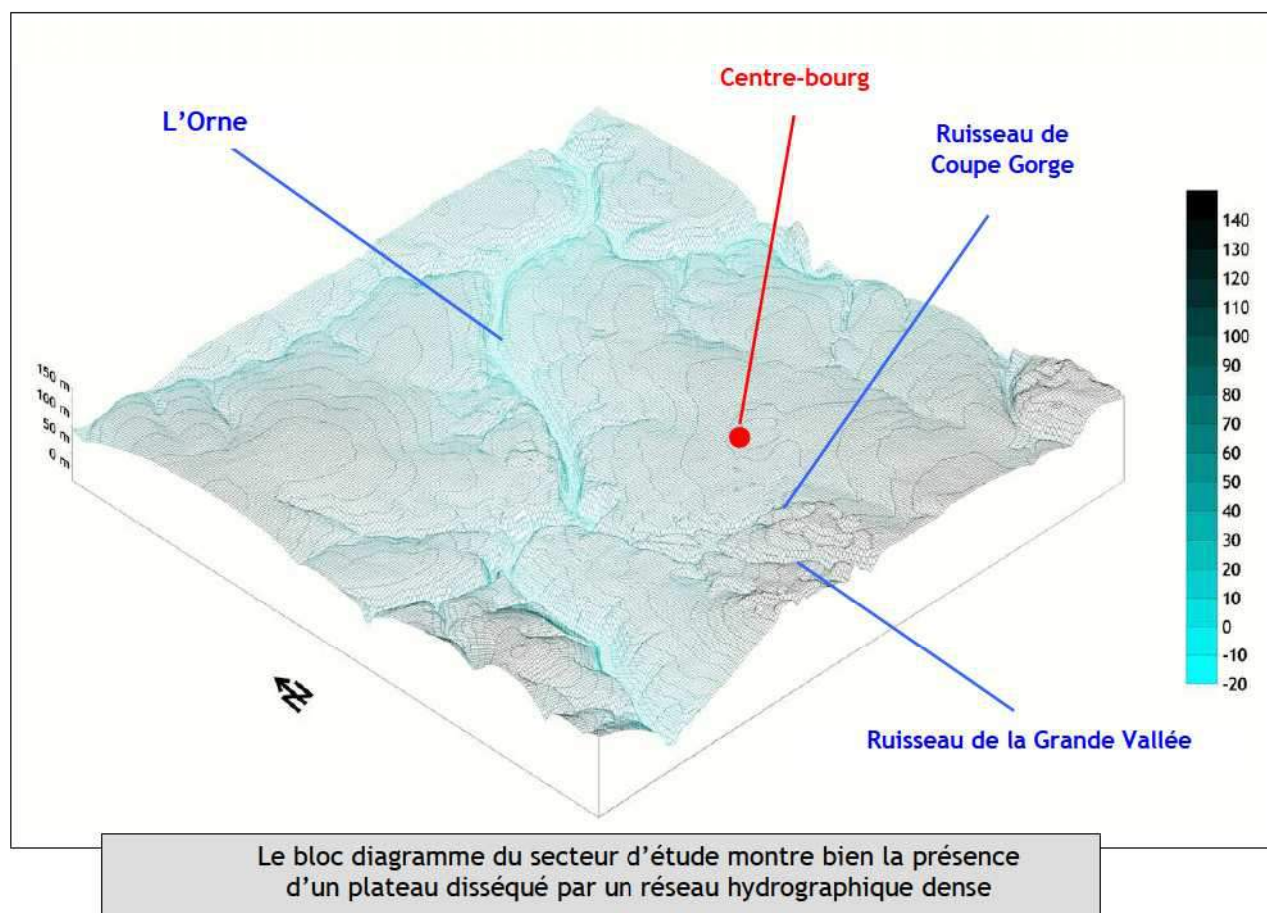 Centre-bourg
L'Orne
Ruisseau de
Coupe Gorge
140
130
120
110
100
90
80
70
60
50
40
30
20
10
0
-10
-20
150 m
100 m
50 m
0 m
N
Ruisseau de la Grande Vallée
Le bloc diagramme du secteur d'étude montre bien la présence
d'un plateau disséqué par un réseau hydrographique dense